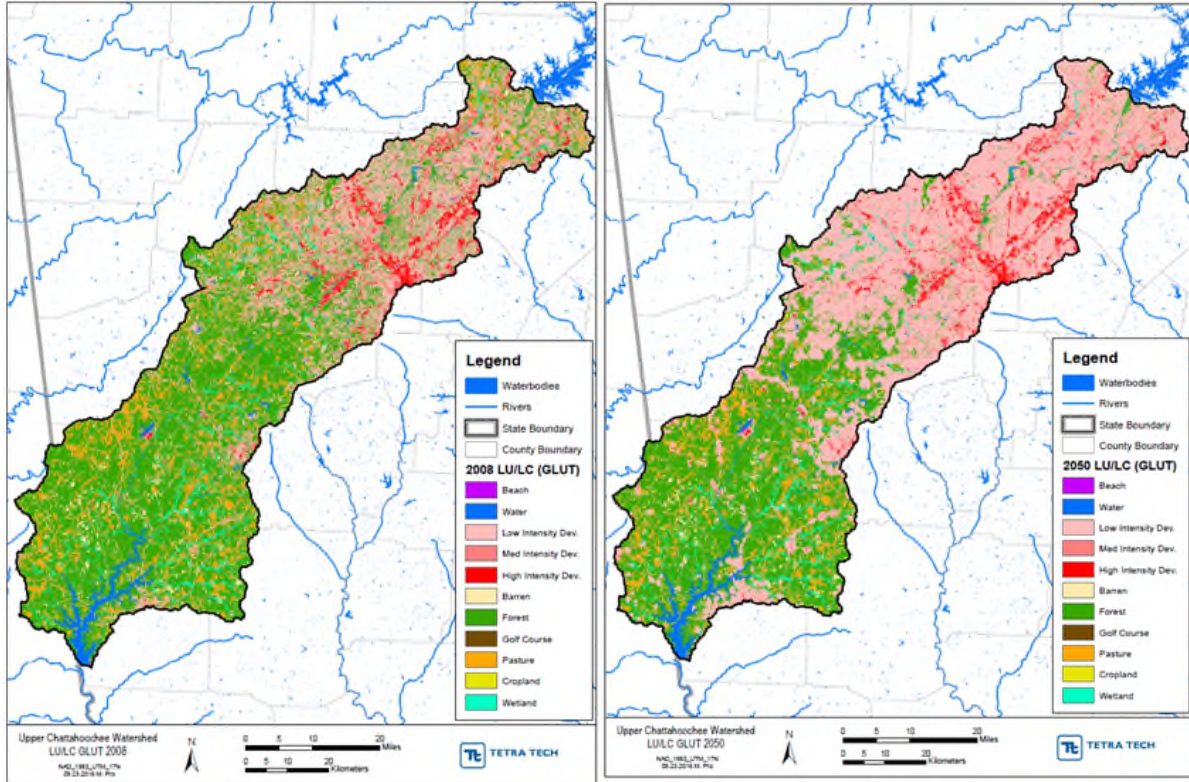 Legend
Waterbodies
Rivers
State Boundary
County Boundary
2008 LU/LC (GLUT)
Beach
Water
Low Intensity Dev.
Med Intensity Dev.
High Intensity Dev.
Barren
Forest
Golf Course
Pasture
Cropland
Wetland
Upper Chattahoochee Watershed
LU/LC GLUT 2008
NAD_1983_UTM_17N
N
0 5 10 20
Miles
0 5 10 20
Kilometers
Tt TETRA TECH
Legend
Waterbodies
Rivers
State Boundary
County Boundary
2050 LU/LC (GLUT)
Beach
Water
Low Intensity Dev.
Med Intensity Dev.
High Intensity Dev.
Barren
Forest
Golf Course
Pasture
Cropland
Wetland
Upper Chattahoochee Watershed
LU/LC GLUT 2050
NAD_1983_UTM_17N
N
0 5 10 20
Miles
0 5 10 20
Kilometers
Tt TETRA TECH